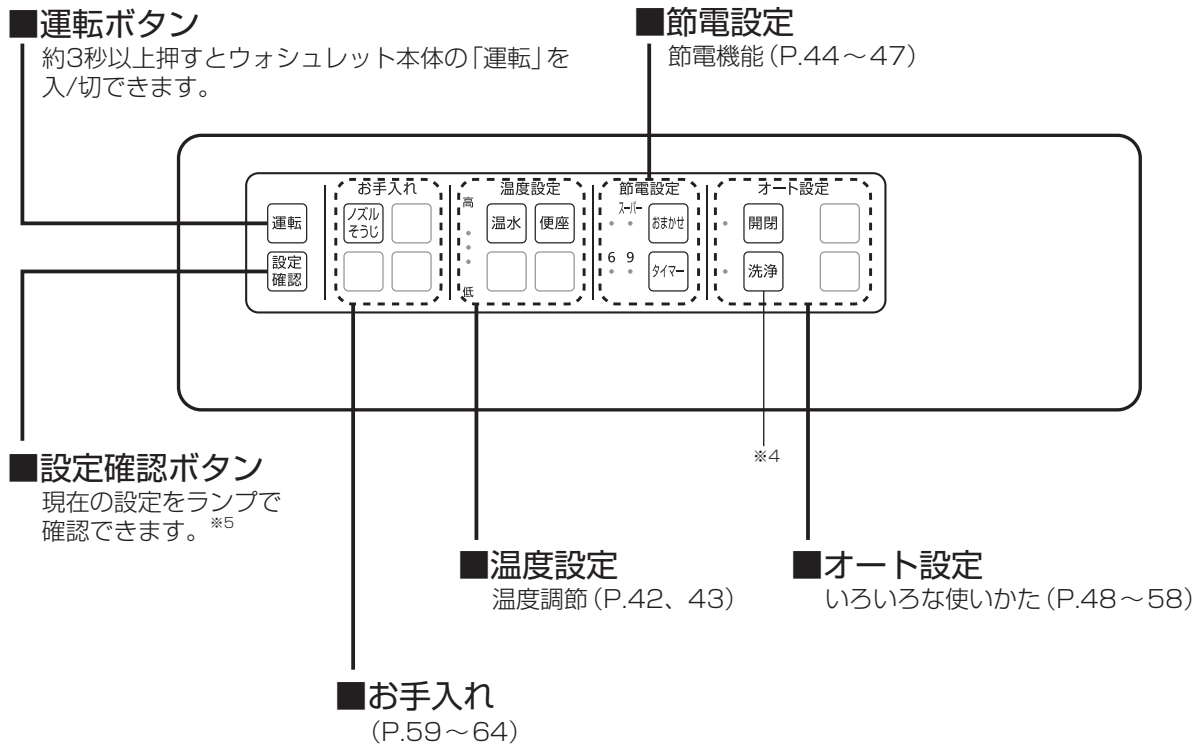 ■運転ボタン
約3秒以上押すとウォシュレット本体の「運転」を
入/切できます。
■節電設定
節電機能(P.44～47)
お手入れ
温度設定
節電設定
オート設定
運転
設定
確認
ノズル
そうじ
高
低
温水
便座
スーパー
おまかせ
6 9
タイマー
開閉
洗浄
※4
■設定確認ボタン
現在の設定をランプで
確認できます。※5
■温度設定
温度調節(P.42、43)
■オート設定
いろいろな使いかた(P.48～58)
■お手入れ
(P.59～64)